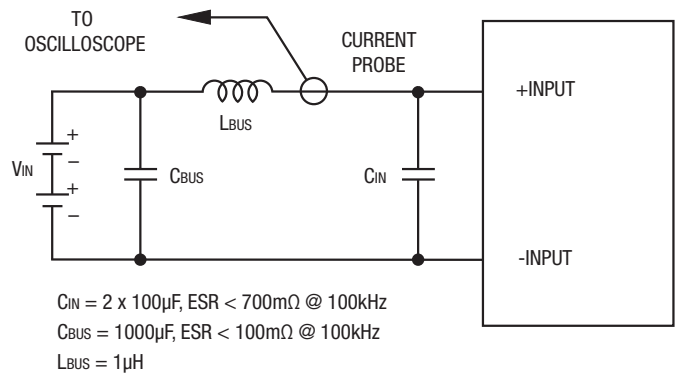 TO
OSCILLOSCOPE
CURRENT
PROBE
+INPUT
LBUS
VIN
+
−
+
−
CBUS
CIN
-INPUT
CIN = 2 x 100µF, ESR < 700mΩ @ 100kHz
CBUS = 1000µF, ESR < 100mΩ @ 100kHz
LBUS = 1µH